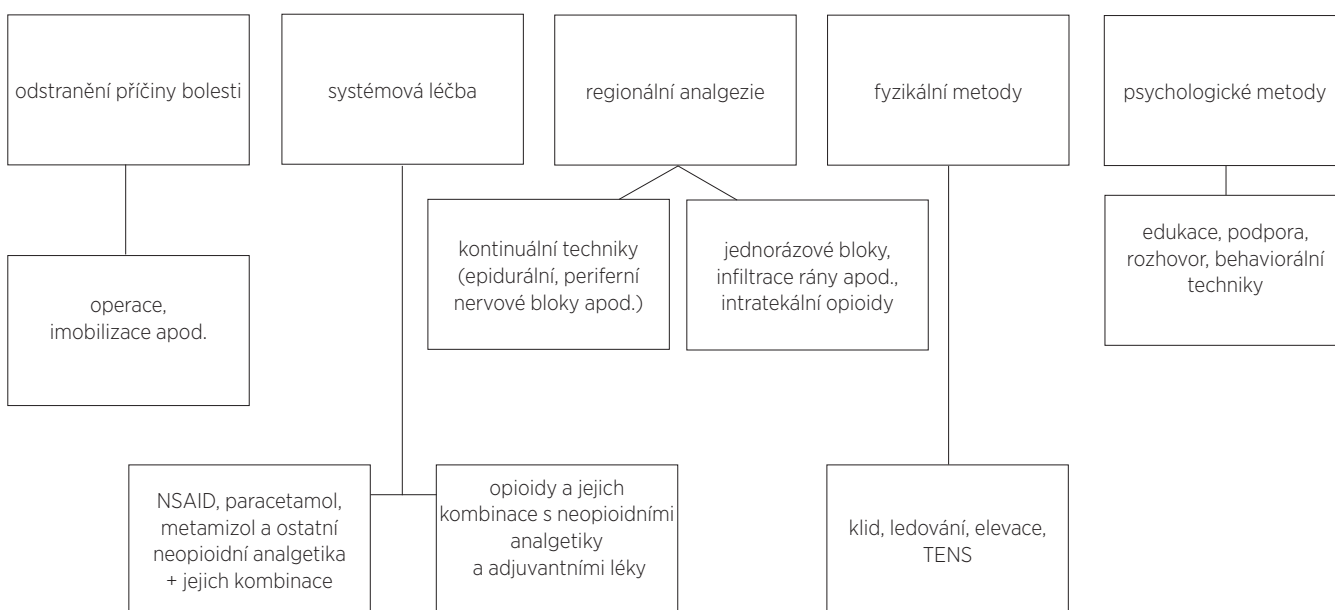 odstranění příčiny bolesti
systémová léčba
regionální analgezie
fyzikální metody
psychologické metody
operace,
imobilizace apod.
kontinuální techniky
(epidurální, periferní
nervové bloky apod.)
jednorázové bloky,
infiltrace rány apod.,
intratekální opioidy
edukace, podpora,
rozhovor, behaviorální
techniky
NSAID, paracetamol,
metamizol a ostatní
neopioidní analgetika
+ jejich kombinace
opioidy a jejich
kombinace s neopioidními
analgetiky
a adjuvantními léky
klid, ledování, elevace,
TENS